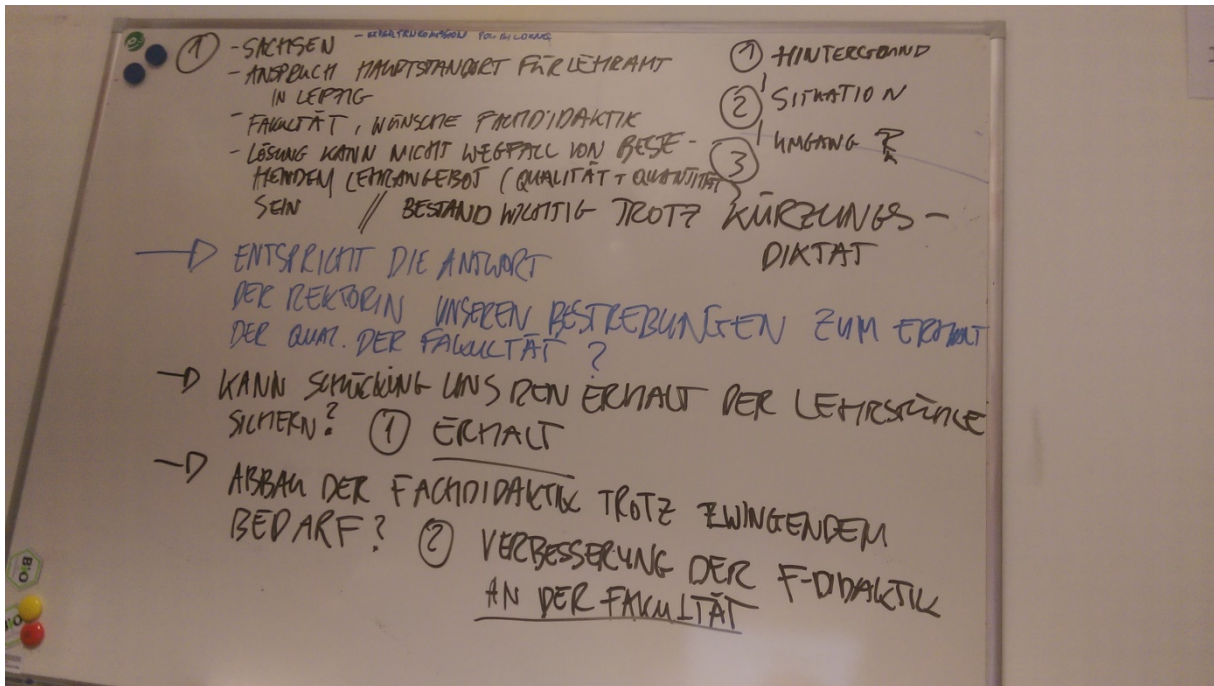 ① - SACHSEN
- ANSPRUCH HAUPTSTANDORT FÜR LEHRAMT
IN LEPZIG
- FAKULTÄT, WÜNSCHE FACHDIDAKTIK
- LÖSUNG KANN NICHT WEGFALL VON BESTE-
HENDEM LEHRANGEBOT (QUALITÄT + QUANTITÄT
SEIN // BESTAND WICHTIG TROTZ KÜRZUNGS-
DIKTAT
① HINTERGRUND
② SITUATION
③ UMGANG
→ ENTSPRICHT DIE ANTWORT
DER REKTORIN UNSEREN BESTREBUNGEN ZUM ERHALT
DER QUAL. DER FAKULTÄT?
→ KANN SCHÜCKING UNS DEN ERHALT DER LEHRSTÜHLE
SICHERN? ① ERHALT
→ ABBAU DER FACHDIDAKTIK TROTZ ZWINGENDEM
BEDARF? ② VERBESSERUNG DER F-DIDAKTIK
AN DER FAKULTÄT
BIO